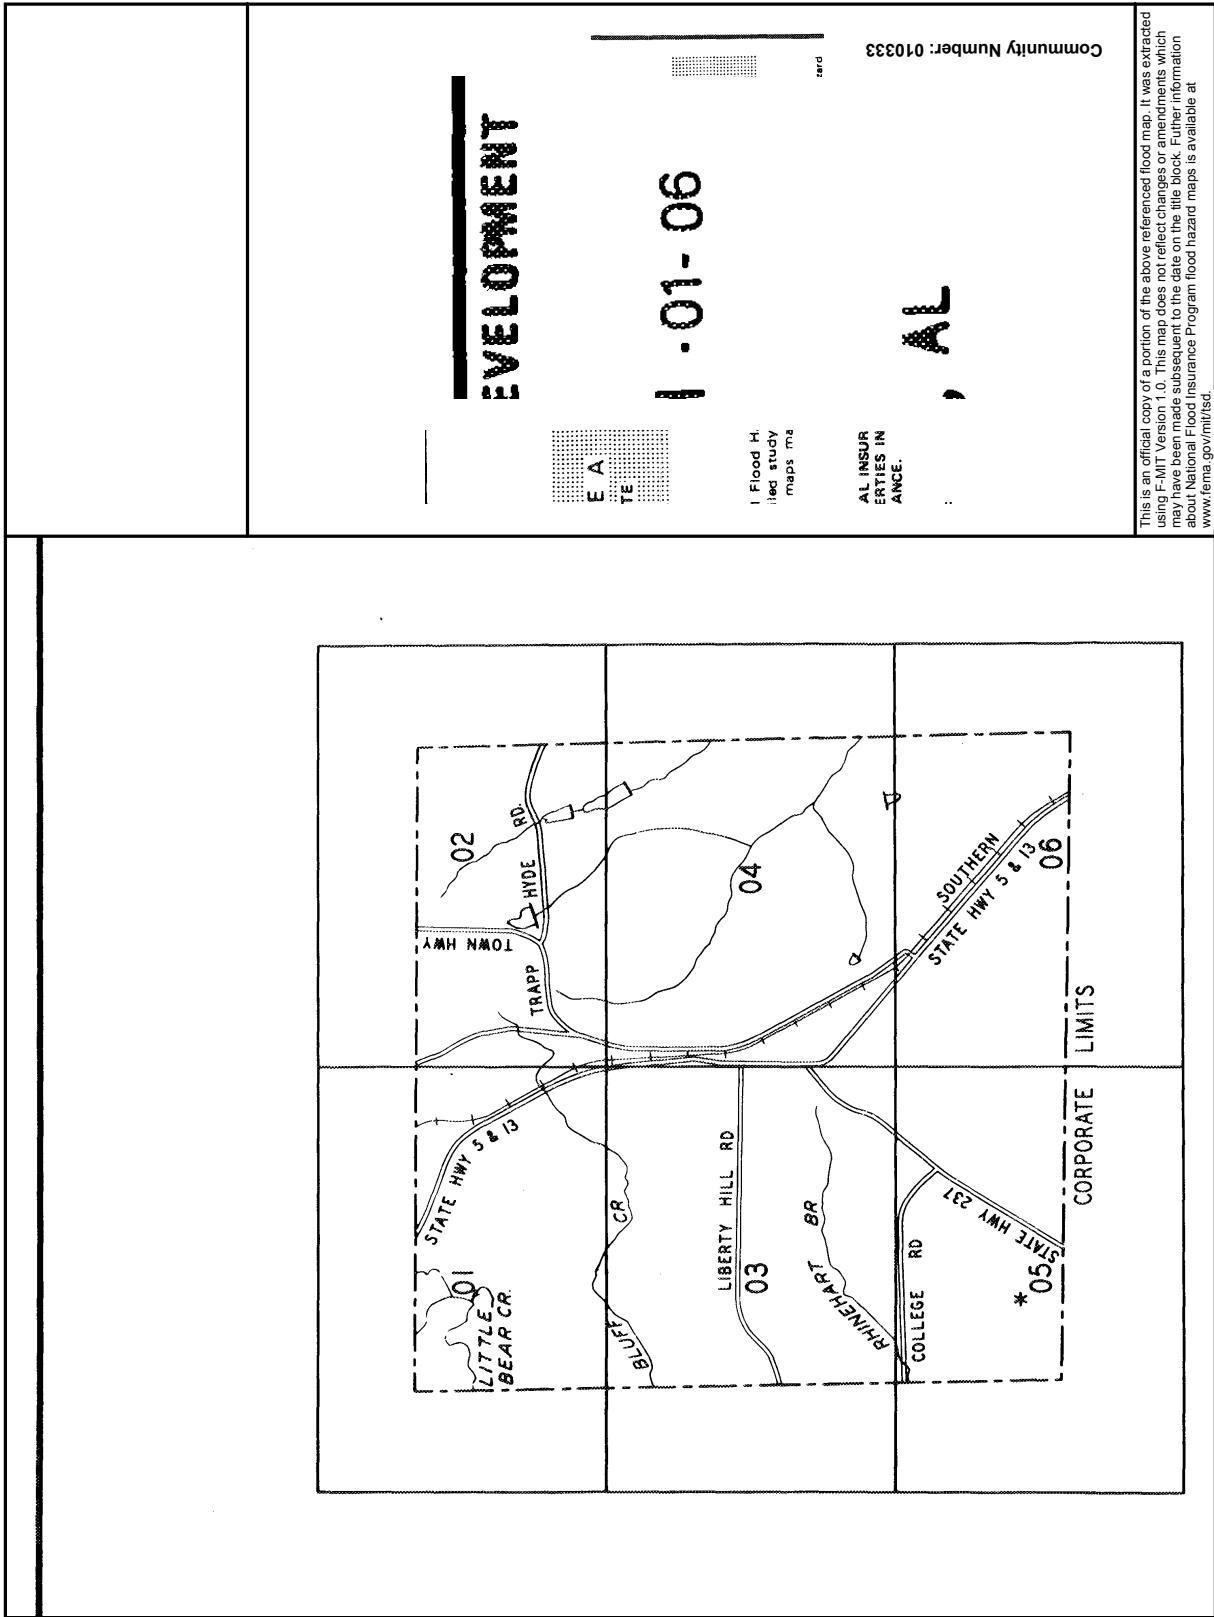 EVELOPMENT
E A
TE
.01- 06
l Flood H
iled study
maps ma
zard
AL INSUR
ERTIES IN
ANCE.
AL
Community Number: 010333
This is an official copy of a portion of the above referenced flood map. It was extracted
using F-MIT Version 1.0. This map does not reflect changes or amendments which
may have been made subsequent to the date on the title block. Futher information
about National Flood Insurance Program flood hazard maps is available at
www.fema.gov/mit/tsd.
01
LITTLE
BEAR CR.
STATE HWY 5 & 13
02
TOWN HWY
TRAPP
HYDE
RD.
BLUFF
CR
LIBERTY HILL RD
03
04
RHINEHART
BR
COLLEGE
RD
STATE HWY 237
*05
SOUTHERN
STATE HWY 5 & 13
06
CORPORATE LIMITS